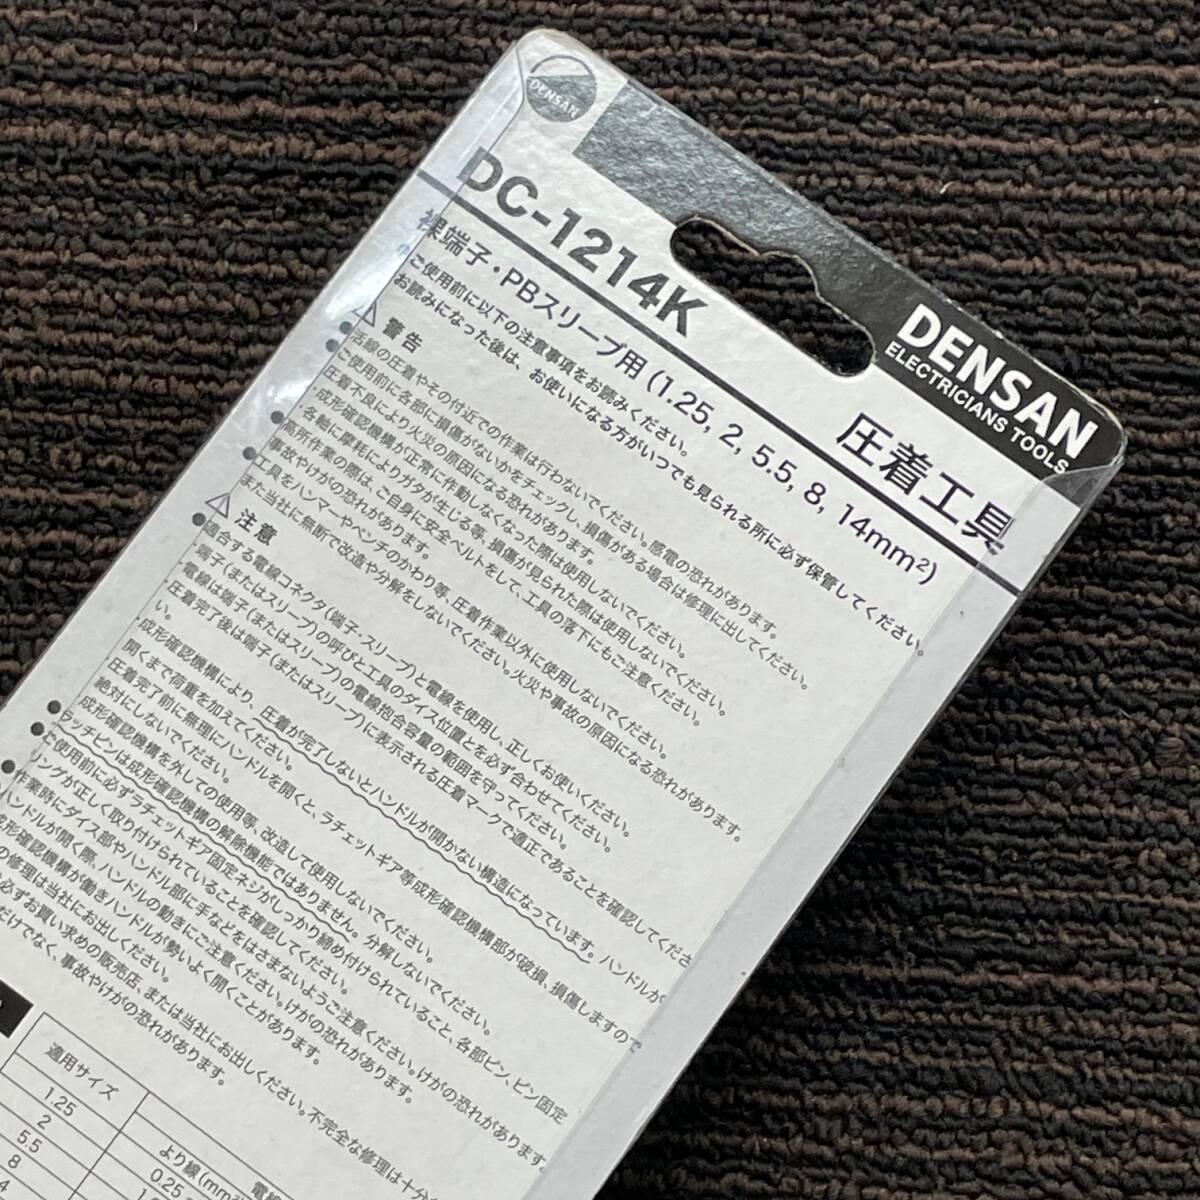 DENSAN
DENSAN
ELECTRICIANS TOOLS
DC-1214K
圧着工具
裸端子・PBスリーブ用 (1.25, 2, 5.5, 8, 14mm²)
ご使用前に以下の注意事項をお読みください。
お読みになった後は、お使いになる方がいつでも見られる所に必ず保管してください。
警告
●活線の圧着やその付近での作業は行わないでください。感電の恐れがあります。
●ご使用前に各部に損傷がないかをチェックし、損傷がある場合は修理に出してください。
圧着不良により火災の原因になる恐れがあります。
・成形確認機構が正常に作動しなくなった際は使用しないでください。
・各軸に摩耗によりガタが生じる等、損傷が見られた際は使用しないでください。
●高所作業の際は、ご自身に安全ベルトをして、工具の落下にもご注意ください。
事故やけがの恐れがあります。
●工具をハンマーやペンチのかわり等、圧着作業以外に使用しないでください。
また当社に無断で改造や分解をしないでください。火災や事故の原因になる恐れがあります。
注意
●適合する電線コネクタ(端子・スリーブ)と電線を使用し、正しくお使いください。
・端子(またはスリーブ)の呼びと工具のダイス位置とを必ず合わせてください。
・電線は端子(またはスリーブ)の電線抱合容量の範囲を守ってください。
・圧着完了後は端子(またはスリーブ)に表示される圧着マークで適正であることを確認してくださ
い。
・成形確認機構により、圧着が完了しないとハンドルが開かない構造になっています。ハンドルが
開くまで荷重を加えてください。
圧着完了前に無理にハンドルを開くと、ラチェットギア等成形確認機構部が破損、損傷しますので
絶対にしないでください。
・成形確認機構を外しての使用等、改造して使用しないでください。
●ラッチピンは成形確認機構の解除機能ではありません。分解しないでください。
●ご使用前に必ずラチェットギア固定ネジがしっかり締め付けられていること、各部ピン、ピン固定
リングが正しく取り付けられていることを確認してください。
●作業時にダイス部やハンドル部に手などをはさまないようご注意ください。けがの恐れがあります。
ハンドルが開く際、ハンドルの動きにご注意ください。けがの恐れがあります。
成形確認機構が働きハンドルが勢いよく開くことがあります。
の修理は当社にお出しください。
必ずお買い求めの販売店、または当社にお出しください。不完全な修理は十分
だけでなく、事故やけがの恐れがあります。
適用サイズ
電線
より線(mm²
1.25
0.25
2
5.5
8